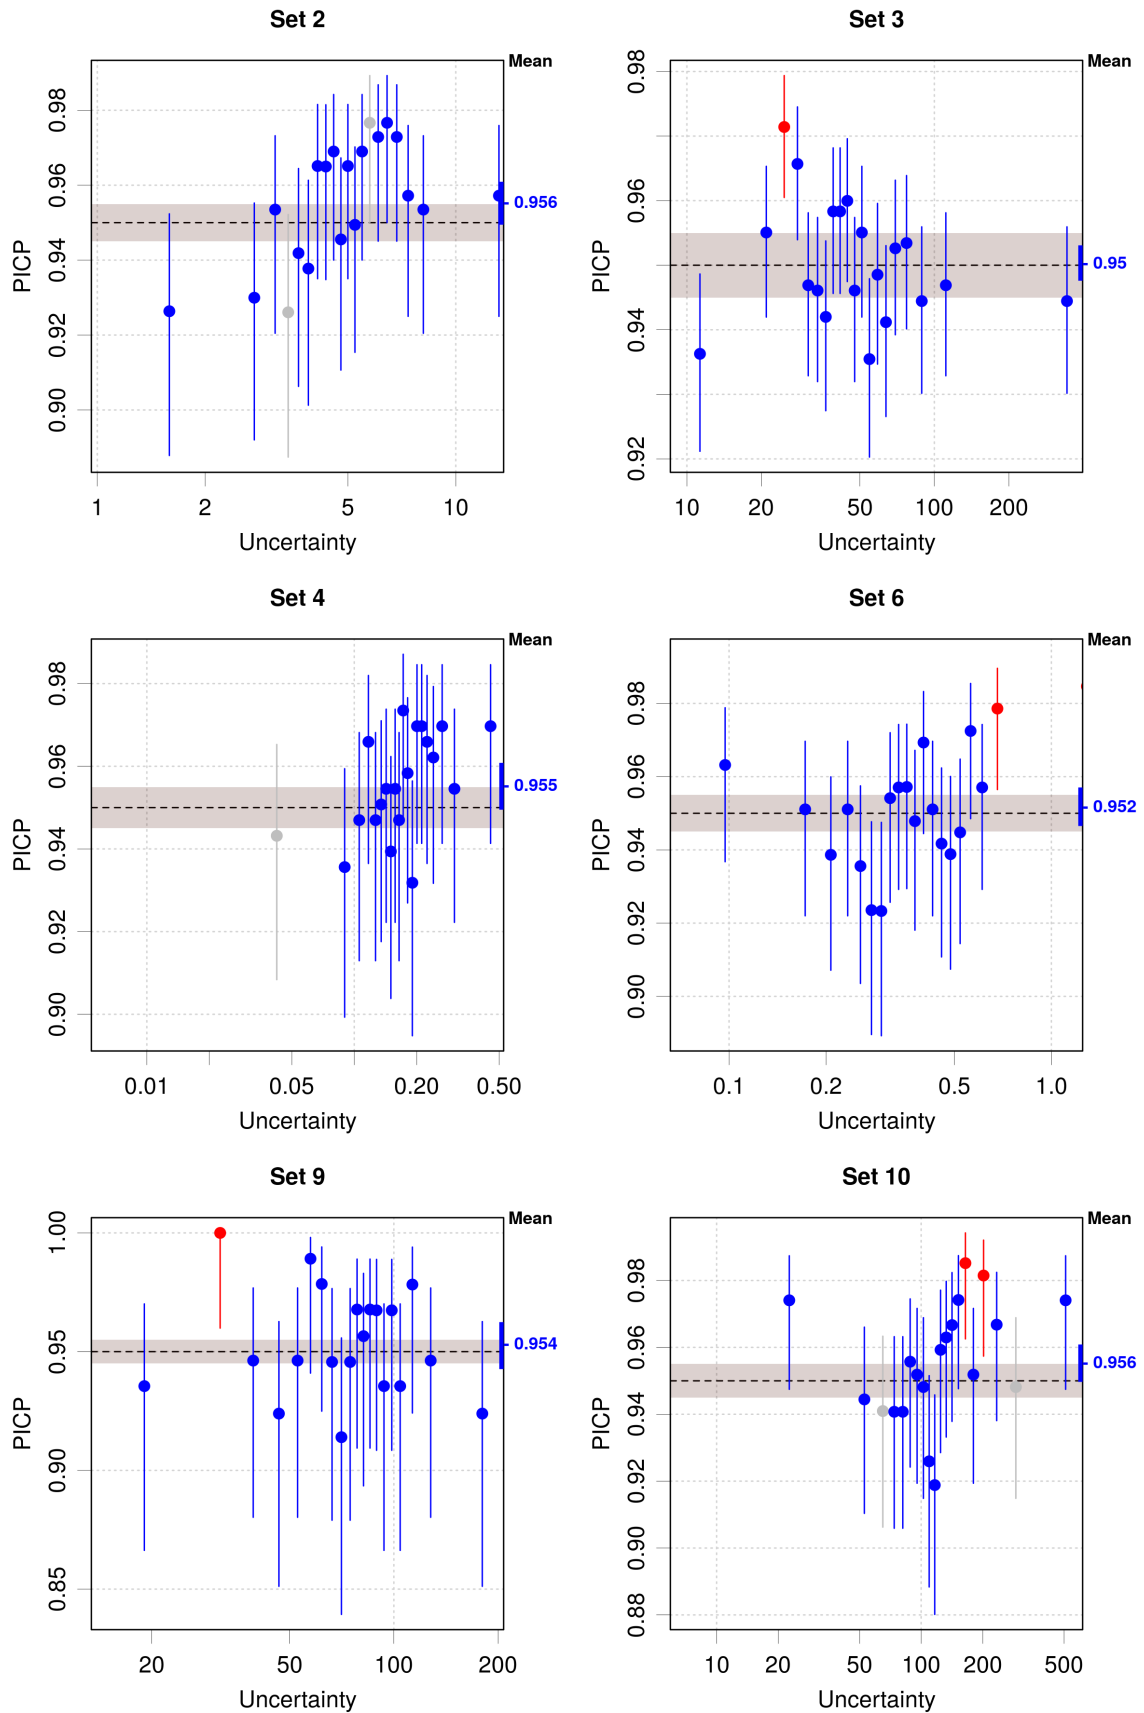 Set 2
Mean
0.98
0.96
0.94
0.92
0.90
PICP
0.956
1 2 5 10
Uncertainty
Set 3
Mean
0.98
0.96
0.94
0.92
PICP
0.95
10 20 50 100 200
Uncertainty
Set 4
Mean
0.98
0.96
0.94
0.92
0.90
PICP
0.955
0.01 0.05 0.20 0.50
Uncertainty
Set 6
Mean
0.98
0.96
0.94
0.92
0.90
PICP
0.952
0.1 0.2 0.5 1.0
Uncertainty
Set 9
Mean
1.00
0.95
0.90
0.85
PICP
0.954
20 50 100 200
Uncertainty
Set 10
Mean
0.98
0.96
0.94
0.92
0.90
0.88
PICP
0.956
10 20 50 100 200 500
Uncertainty